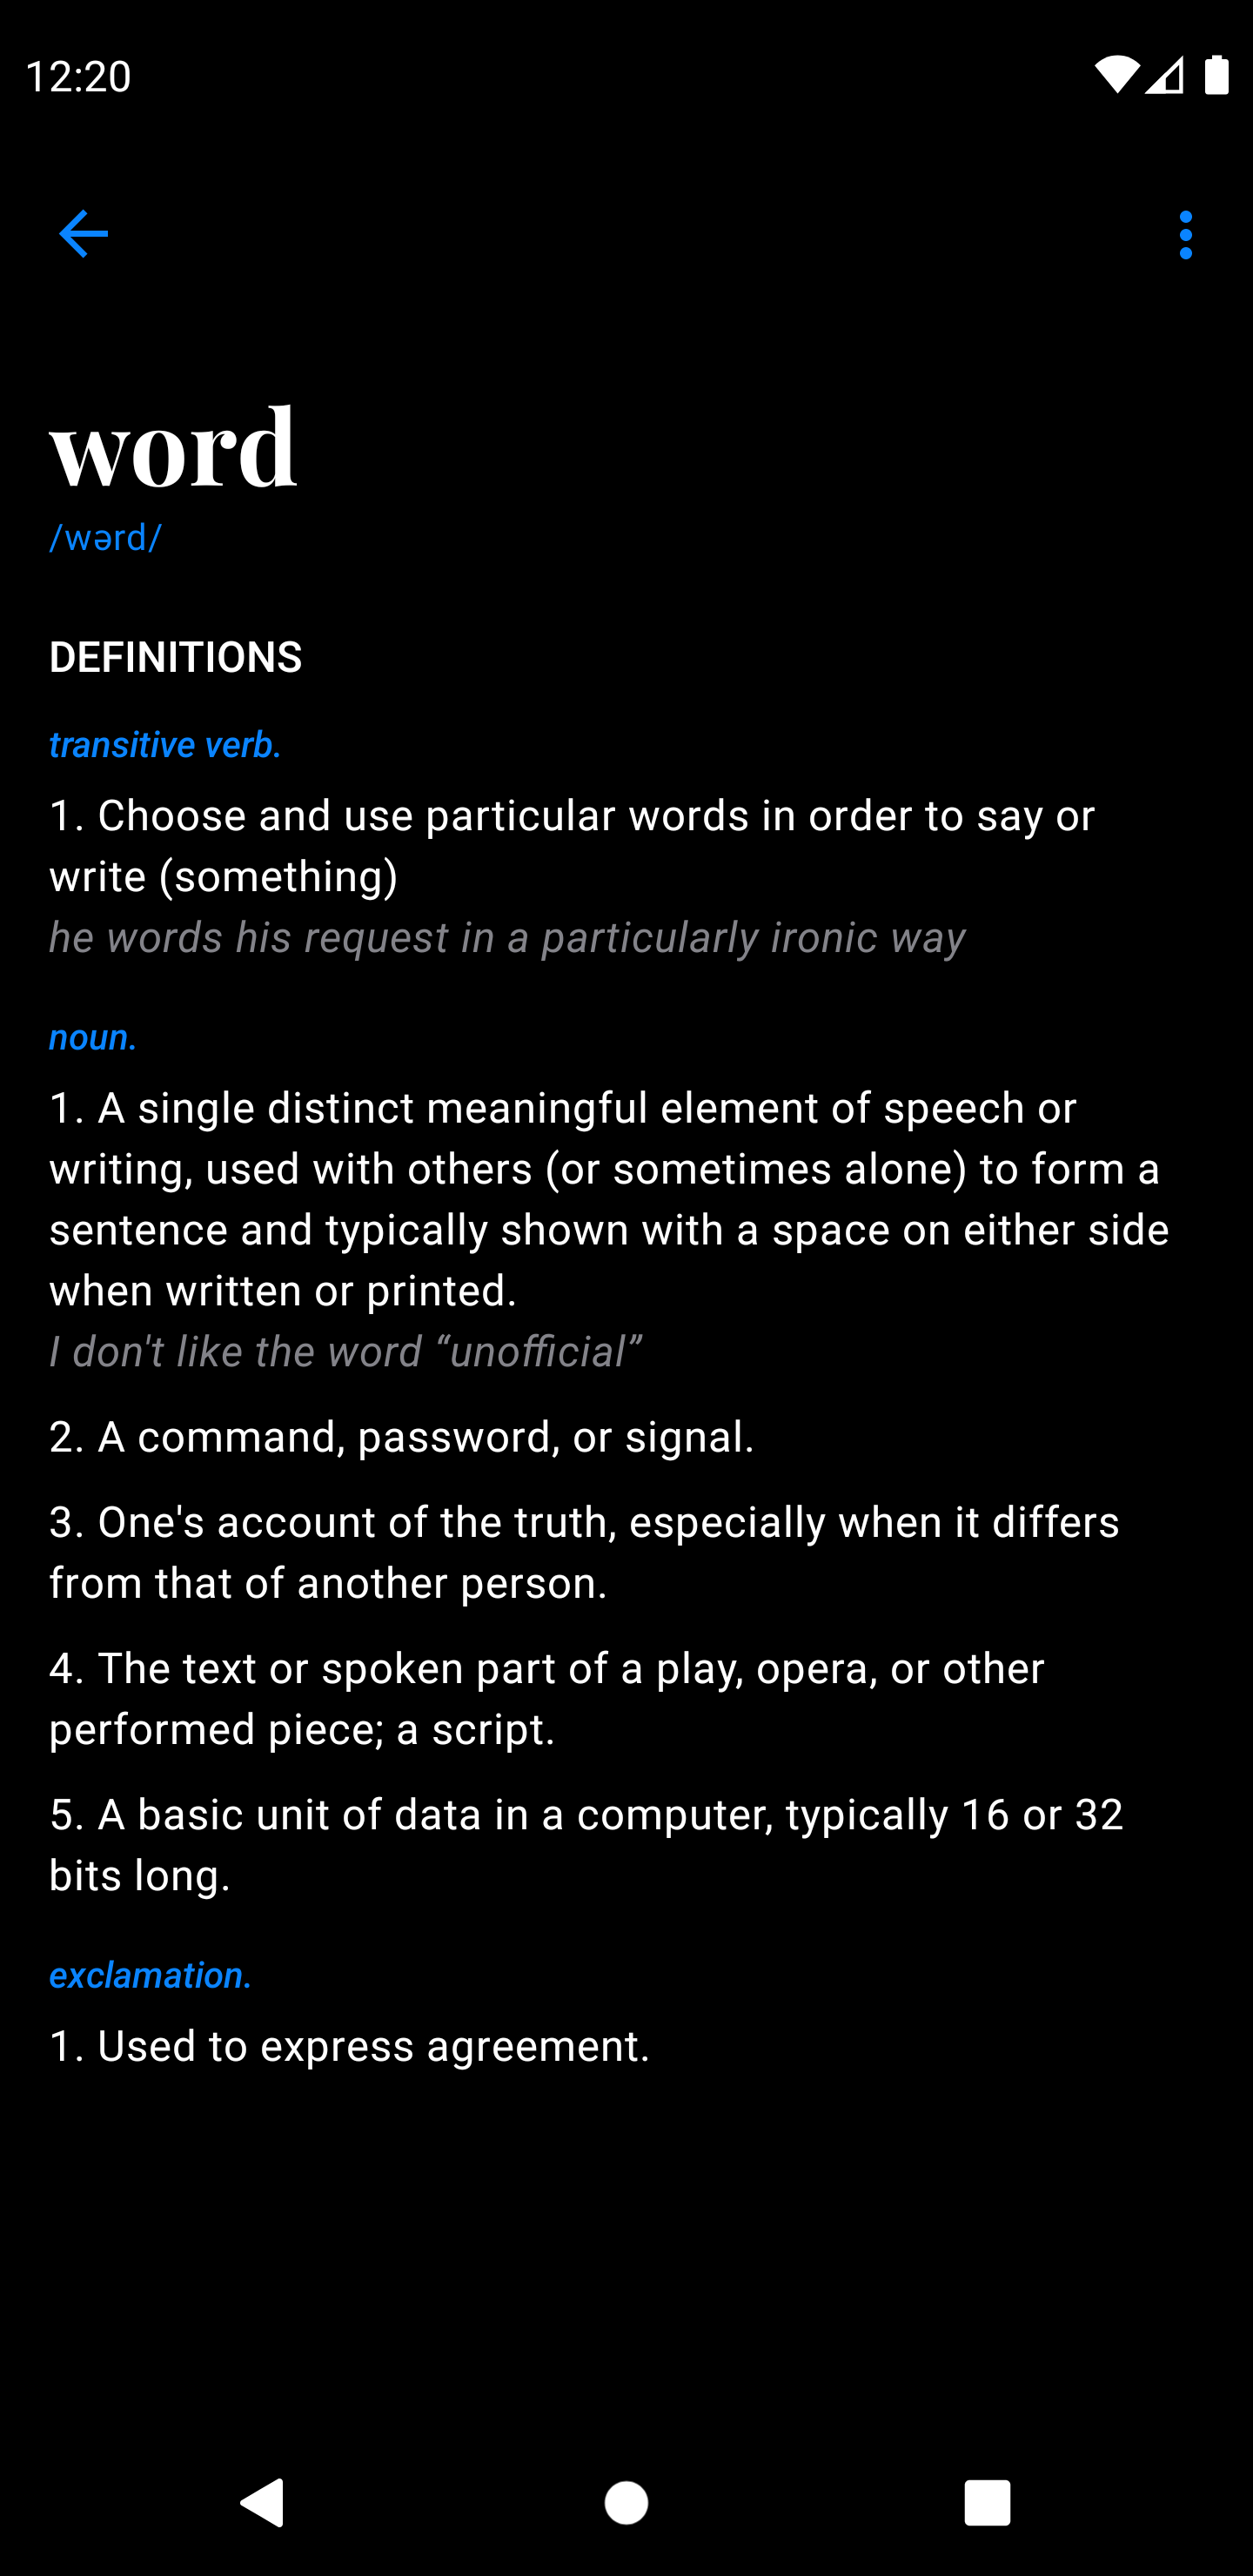 12:20
word
/wərd/
DEFINITIONS
transitive verb.
1. Choose and use particular words in order to say or
write (something)
he words his request in a particularly ironic way
noun.
1. A single distinct meaningful element of speech or
writing, used with others (or sometimes alone) to form a
sentence and typically shown with a space on either side
when written or printed.
I don't like the word “unofficial”
2. A command, password, or signal.
3. One's account of the truth, especially when it differs
from that of another person.
4. The text or spoken part of a play, opera, or other
performed piece; a script.
5. A basic unit of data in a computer, typically 16 or 32
bits long.
exclamation.
1. Used to express agreement.